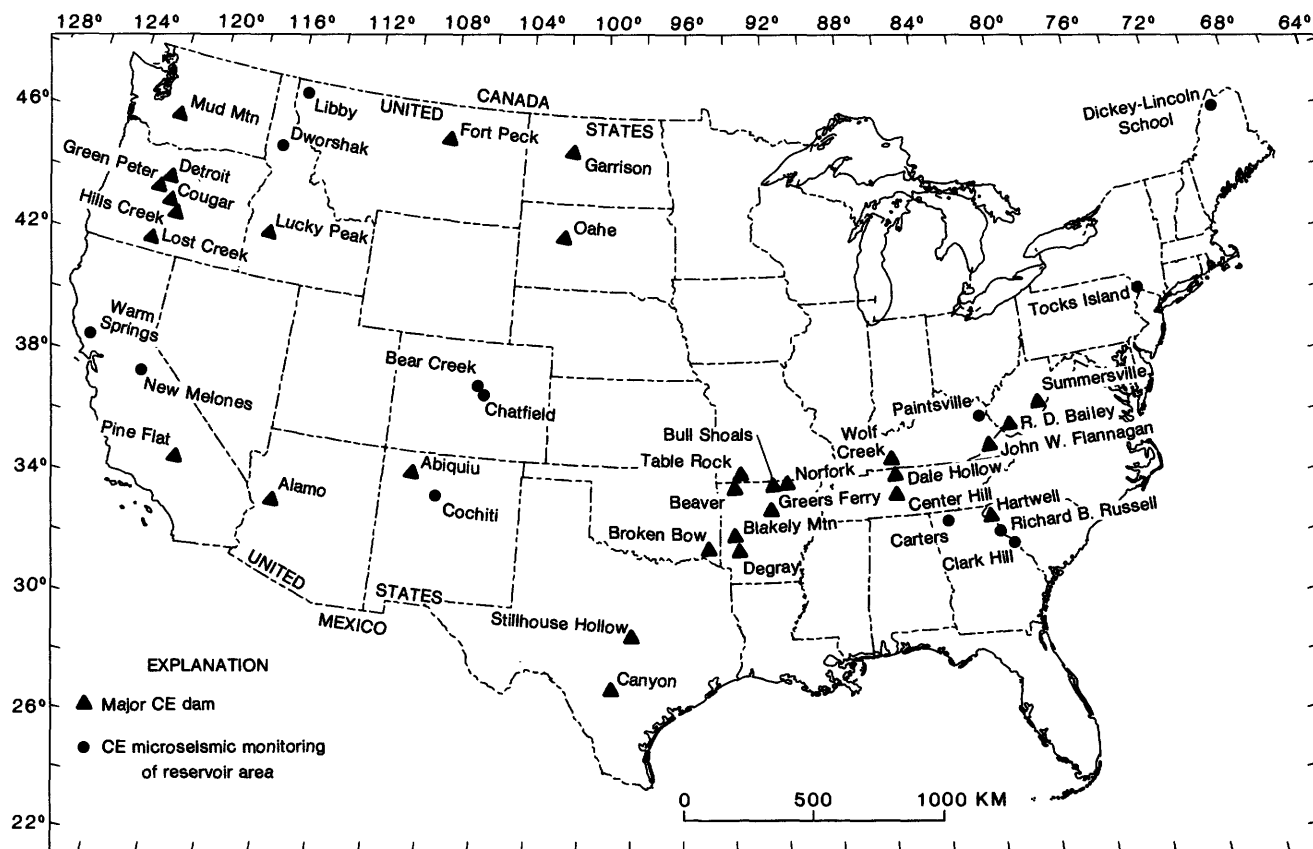 128° 124° 120° 116° 112° 108° 104° 100° 96° 92° 88° 84° 80° 76° 72° 68° 64°
46°
42°
38°
34°
30°
26°
22°
CANADA
UNITED
STATES
Mud Mtn
Libby
Dworshak
Fort Peck
Garrison
Dickey-Lincoln
School
Green Peter
Detroit
Cougar
Hills Creek
Lost Creek
Lucky Peak
Oahe
Tocks Island
Warm
Springs
New Melones
Bear Creek
Chatfield
Summersville
Paintsville
R. D. Bailey
John W. Flannagan
Pine Flat
Bull Shoals
Table Rock
Norfork
Wolf
Creek
Dale Hollow
Alamo
Abiquiu
Cochiti
Beaver
Greers Ferry
Center Hill
Hartwell
Richard B. Russell
Broken Bow
Blakely Mtn
Carters
Clark Hill
Degray
UNITED
STATES
MEXICO
Stillhouse Hollow
Canyon
EXPLANATION
Major CE dam
CE microseismic monitoring
of reservoir area
0 500 1000 KM